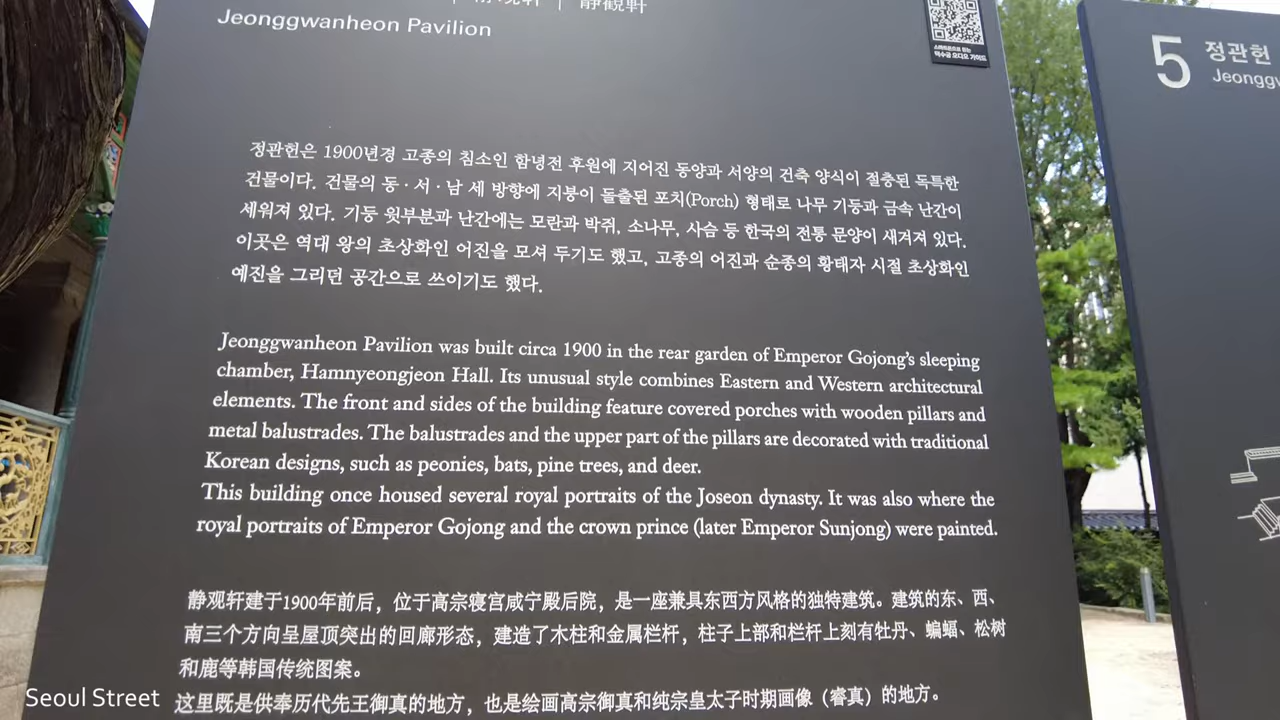 静観軒
Jeonggwanheon Pavilion
스마트폰으로 듣는
덕수궁 오디오 가이드
5
정관헌
정관헌은 1900년경 고종의 침소인 함녕전 후원에 지어진 동양과 서양의 건축 양식이 절충된 독특한
건물이다. 건물의 동·서·남 세 방향에 지붕이 돌출된 포치(Porch) 형태로 나무 기둥과 금속 난간이
세워져 있다. 기둥 윗부분과 난간에는 모란과 박쥐, 소나무, 사슴 등 한국의 전통 문양이 새겨져 있다.
이곳은 역대 왕의 초상화인 어진을 모셔 두기도 했고, 고종의 어진과 순종의 황태자 시절 초상화인
예진을 그리던 공간으로 쓰이기도 했다.
Jeonggwanheon Pavilion was built circa 1900 in the rear garden of Emperor Gojong's sleeping
chamber, Hamnyeongjeon Hall. Its unusual style combines Eastern and Western architectural
elements. The front and sides of the building feature covered porches with wooden pillars and
metal balustrades. The balustrades and the upper part of the pillars are decorated with traditional
Korean designs, such as peonies, bats, pine trees, and deer.
This building once housed several royal portraits of the Joseon dynasty. It was also where the
royal portraits of Emperor Gojong and the crown prince (later Emperor Sunjong) were painted.
静观轩建于1900年前后，位于高宗寝宫咸宁殿后院，是一座兼具东西方风格的独特建筑。建筑的东、西、
南三个方向呈屋顶突出的回廊形态，建造了木柱和金属栏杆，柱子上部和栏杆上刻有牡丹、蝙蝠、松树
和鹿等韩国传统图案。
这里既是供奉历代先王御真的地方，也是绘画高宗御真和纯宗皇太子时期画像（睿真）的地方。
Seoul Street